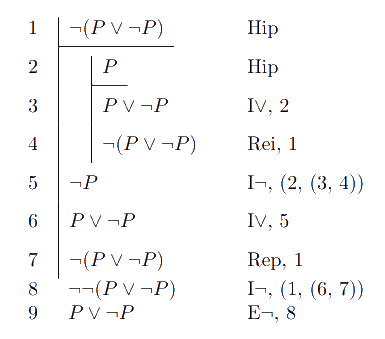 1 ¬(P ∨ ¬P) Hip
2 P Hip
3 P ∨ ¬P I∨, 2
4 ¬(P ∨ ¬P) Rei, 1
5 ¬P I¬, (2, (3, 4))
6 P ∨ ¬P I∨, 5
7 ¬(P ∨ ¬P) Rep, 1
8 ¬¬(P ∨ ¬P) I¬, (1, (6, 7))
9 P ∨ ¬P E¬, 8